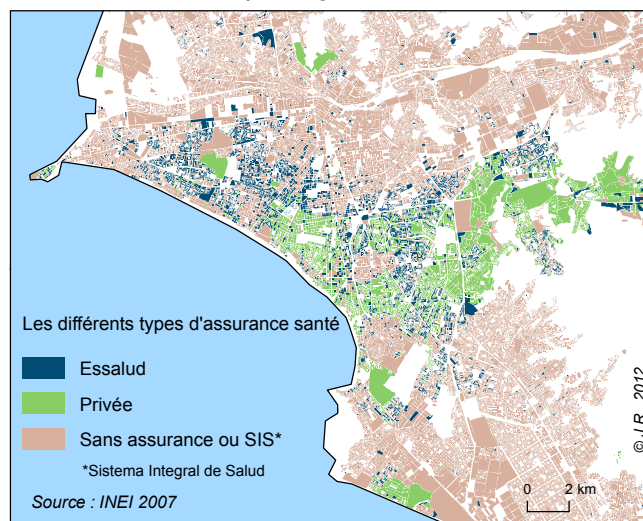 Les différents types d'assurance santé
Essalud
Privée
Sans assurance ou SIS*
*Sistema Integral de Salud
Source : INEI 2007
0 2 km
© J.R. 2012